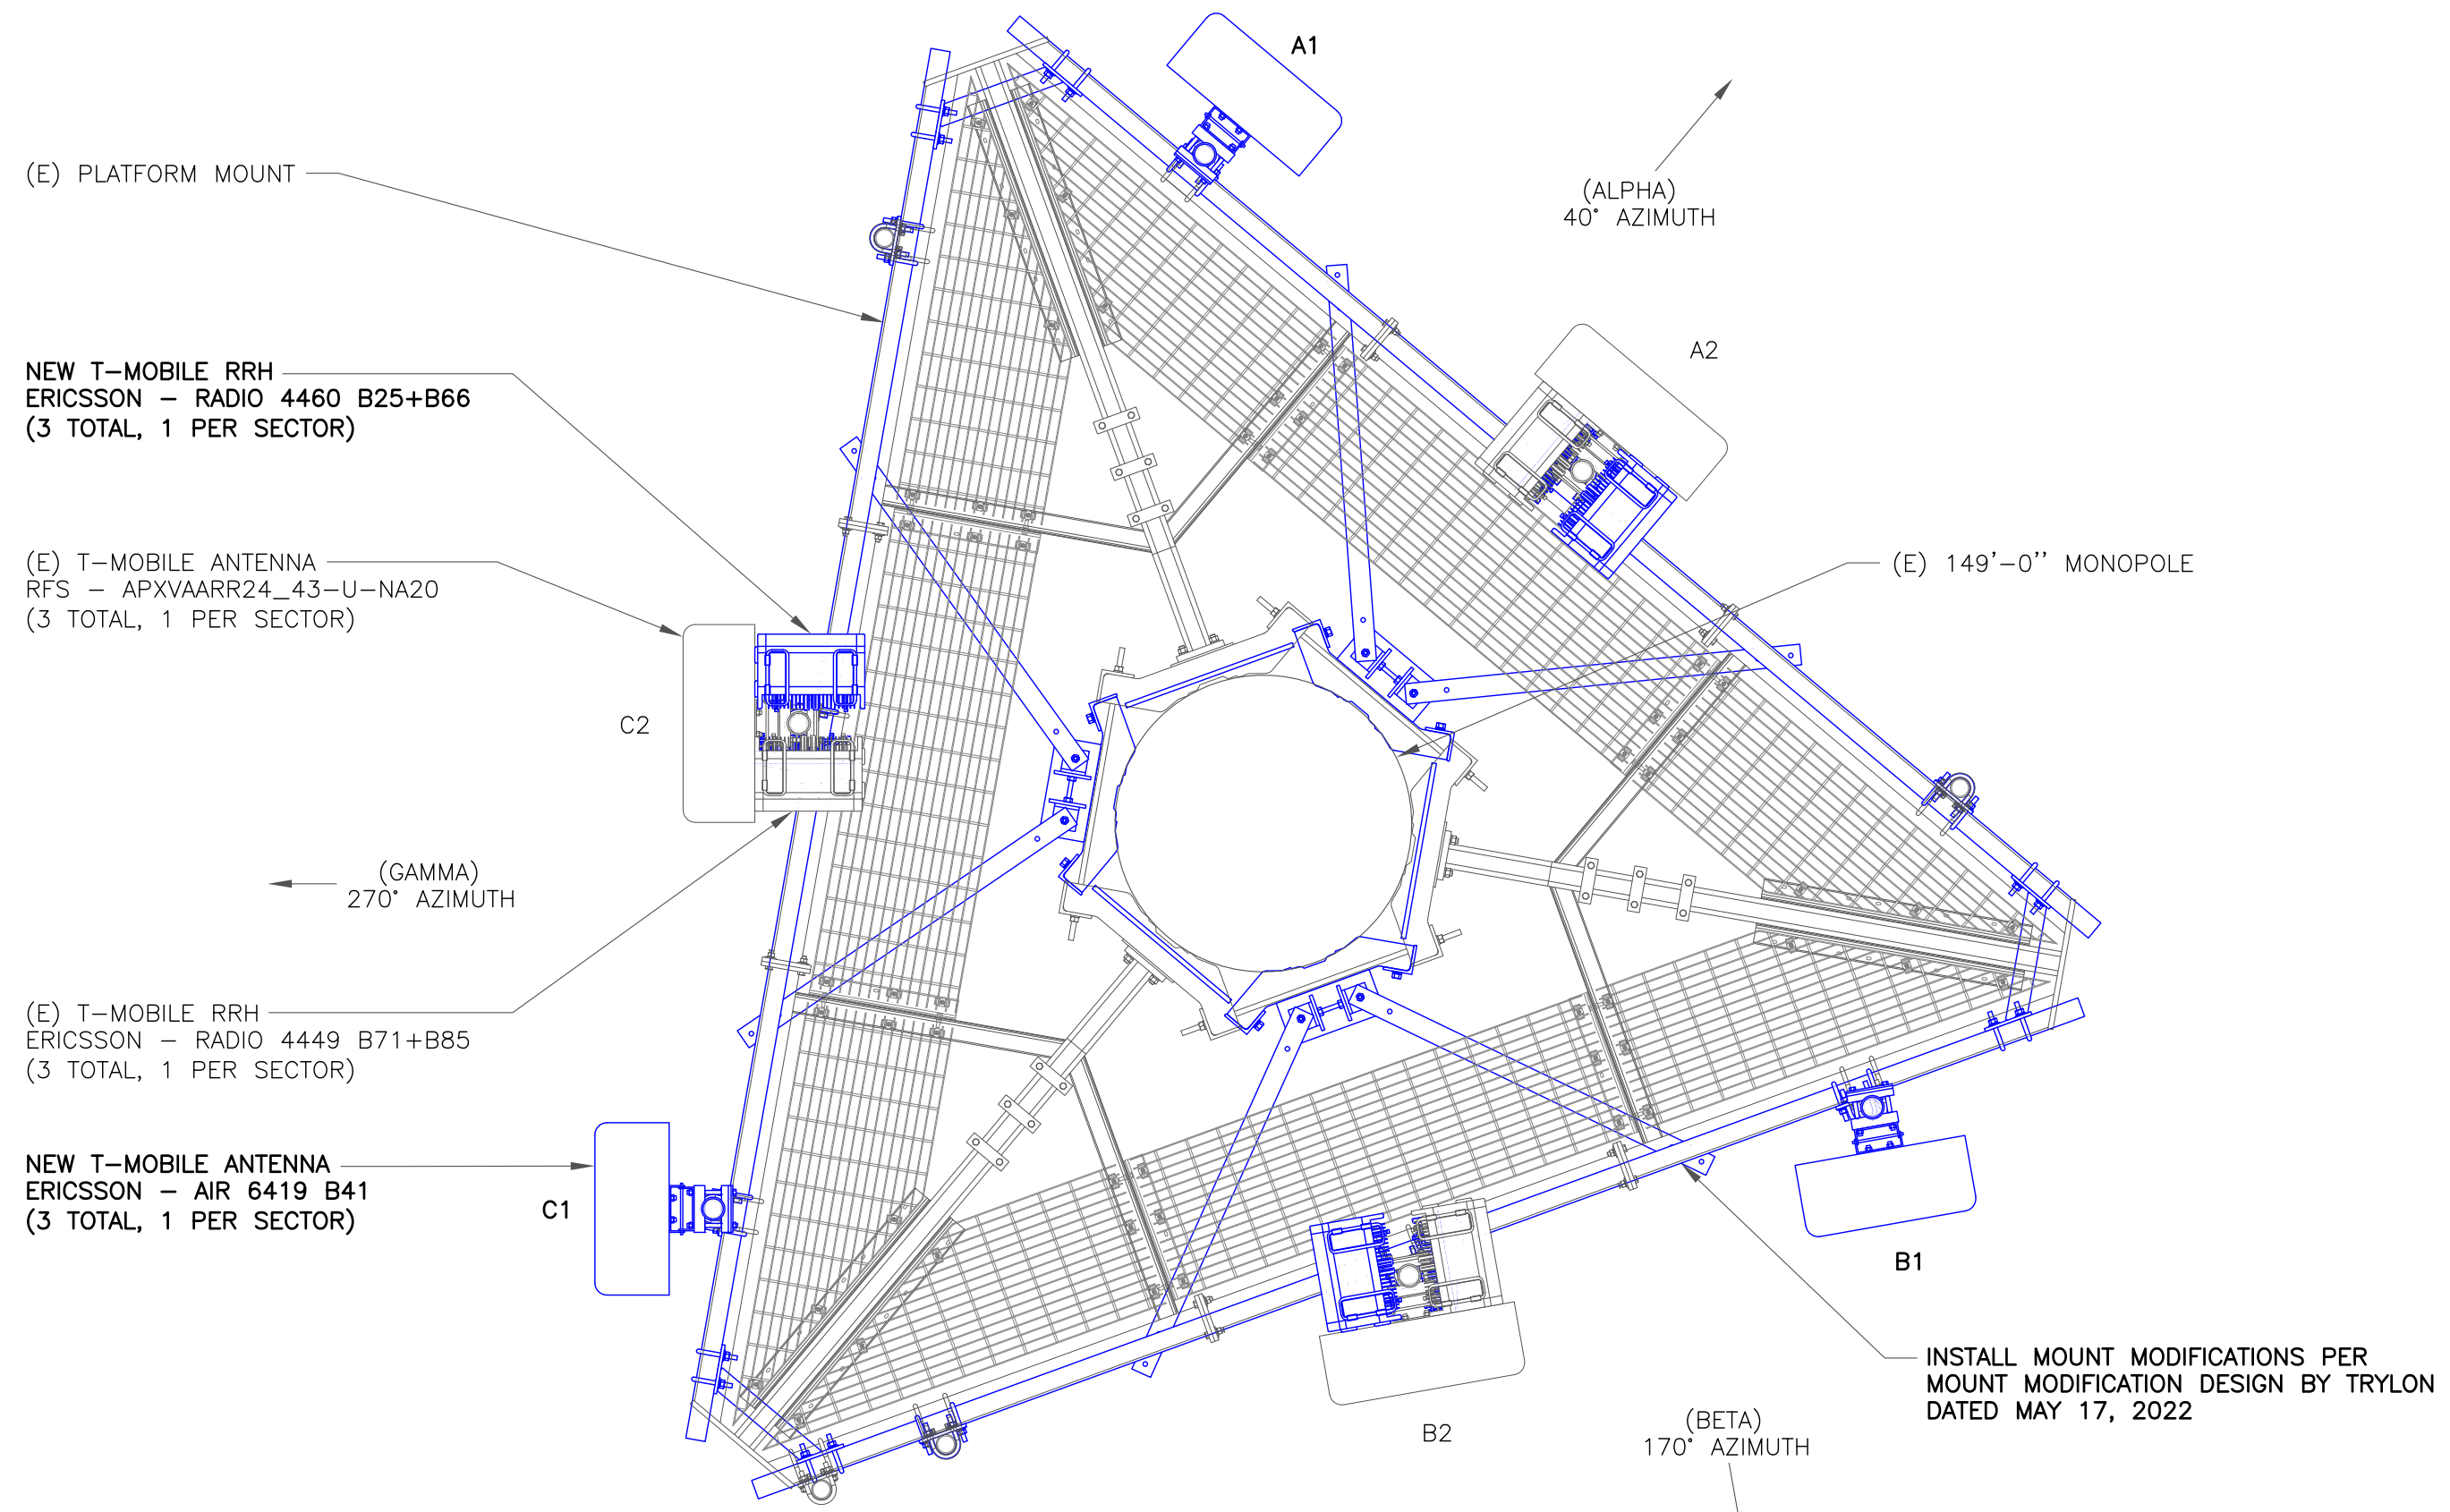 A1
(E) PLATFORM MOUNT
(ALPHA)
40° AZIMUTH
A2
NEW T-MOBILE RRH
ERICSSON - RADIO 4460 B25+B66
(3 TOTAL, 1 PER SECTOR)
(E) T-MOBILE ANTENNA
RFS - APXVAARR24_43-U-NA20
(3 TOTAL, 1 PER SECTOR)
(E) 149'-0'' MONOPOLE
C2
(GAMMA)
270° AZIMUTH
(E) T-MOBILE RRH
ERICSSON - RADIO 4449 B71+B85
(3 TOTAL, 1 PER SECTOR)
NEW T-MOBILE ANTENNA
ERICSSON - AIR 6419 B41
(3 TOTAL, 1 PER SECTOR)
C1
B1
INSTALL MOUNT MODIFICATIONS PER
MOUNT MODIFICATION DESIGN BY TRYLON
DATED MAY 17, 2022
B2
(BETA)
170° AZIMUTH